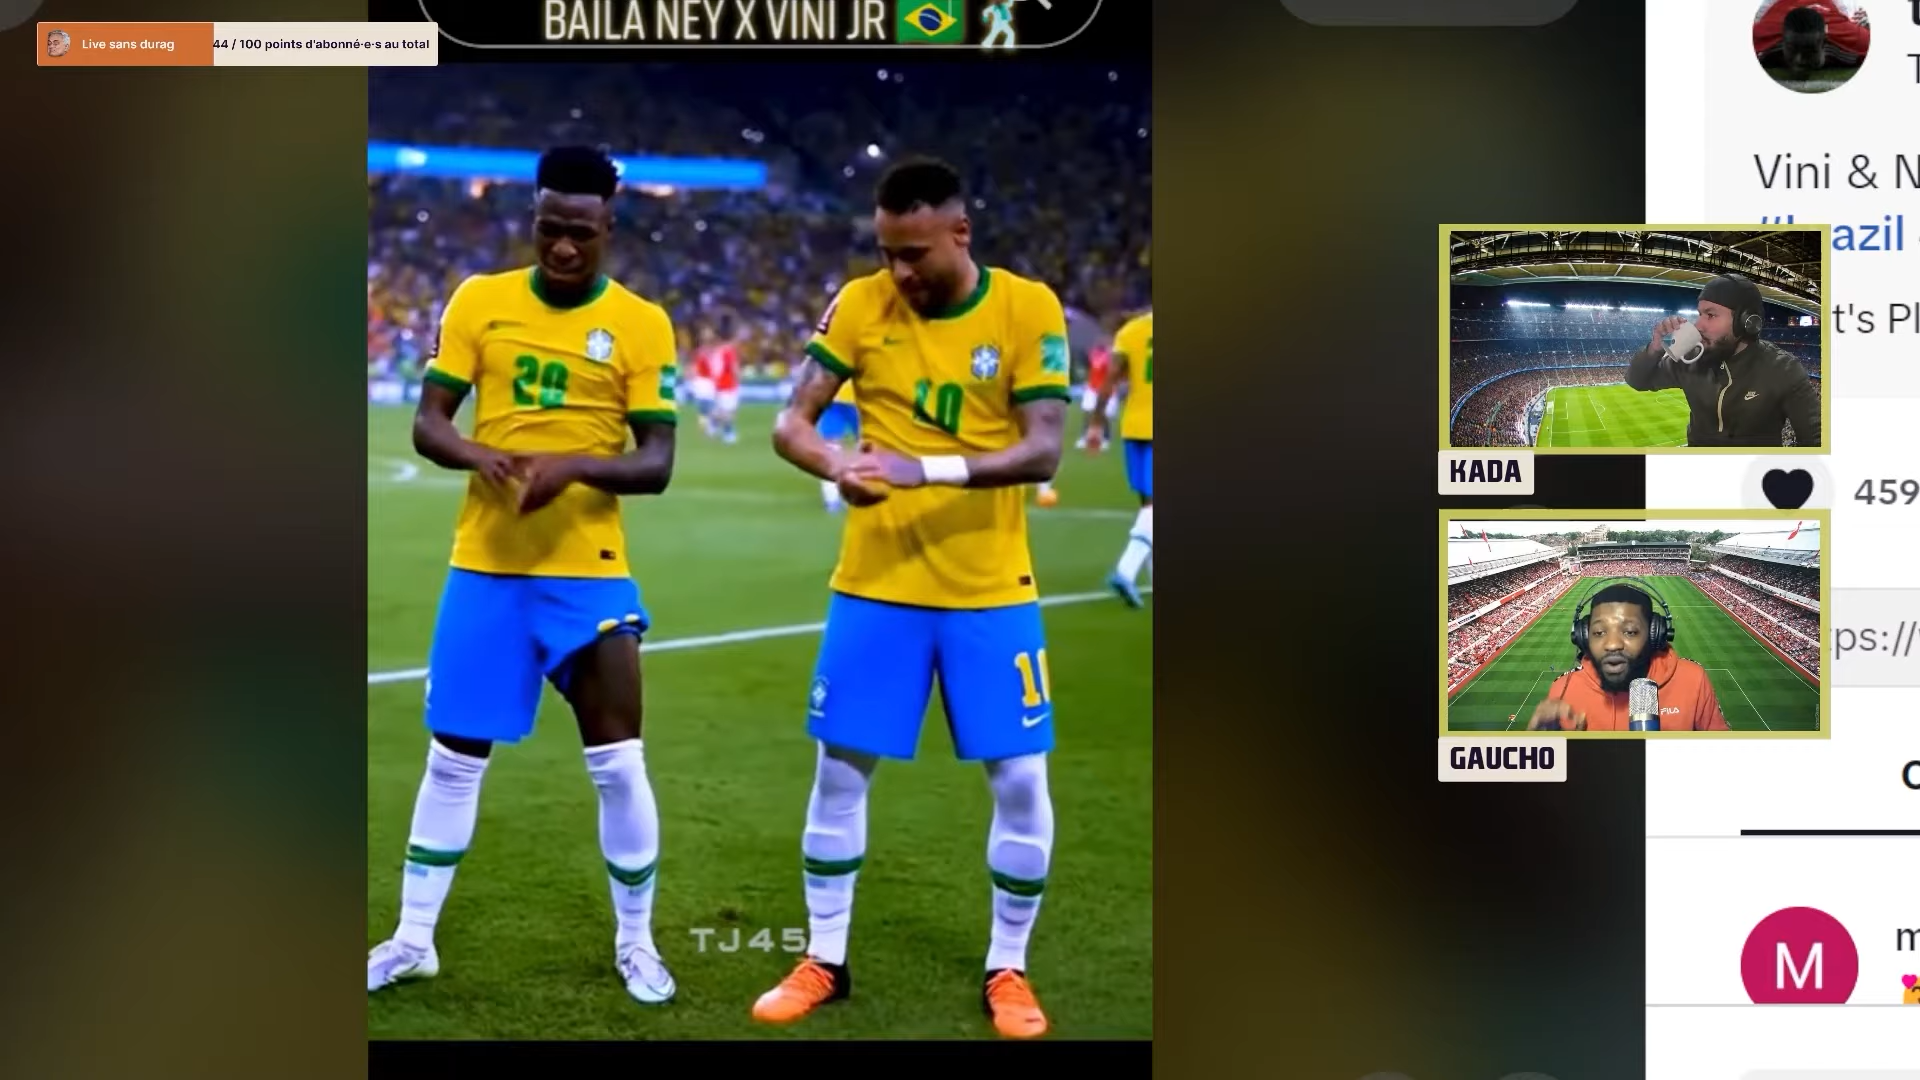 BAILA NEY X VINI JR
Live sans durag
44 / 100 points d'abonné·e·s au total
Vini & N
azil
t's Pl
20
10
10
KADA
459
ps://
FILA
GAUCHO
TJ45
M